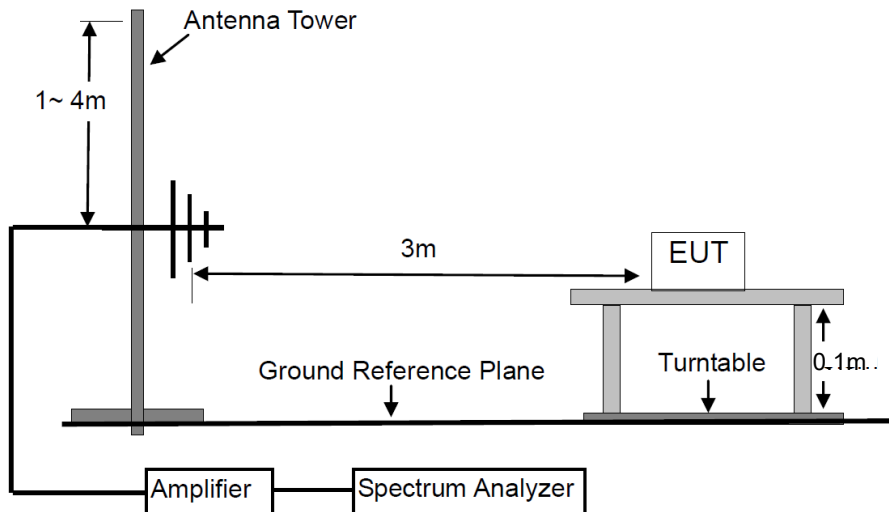 Antenna Tower
1~ 4m
3m
EUT
Ground Reference Plane
Turntable
0.1m
Amplifier
Spectrum Analyzer